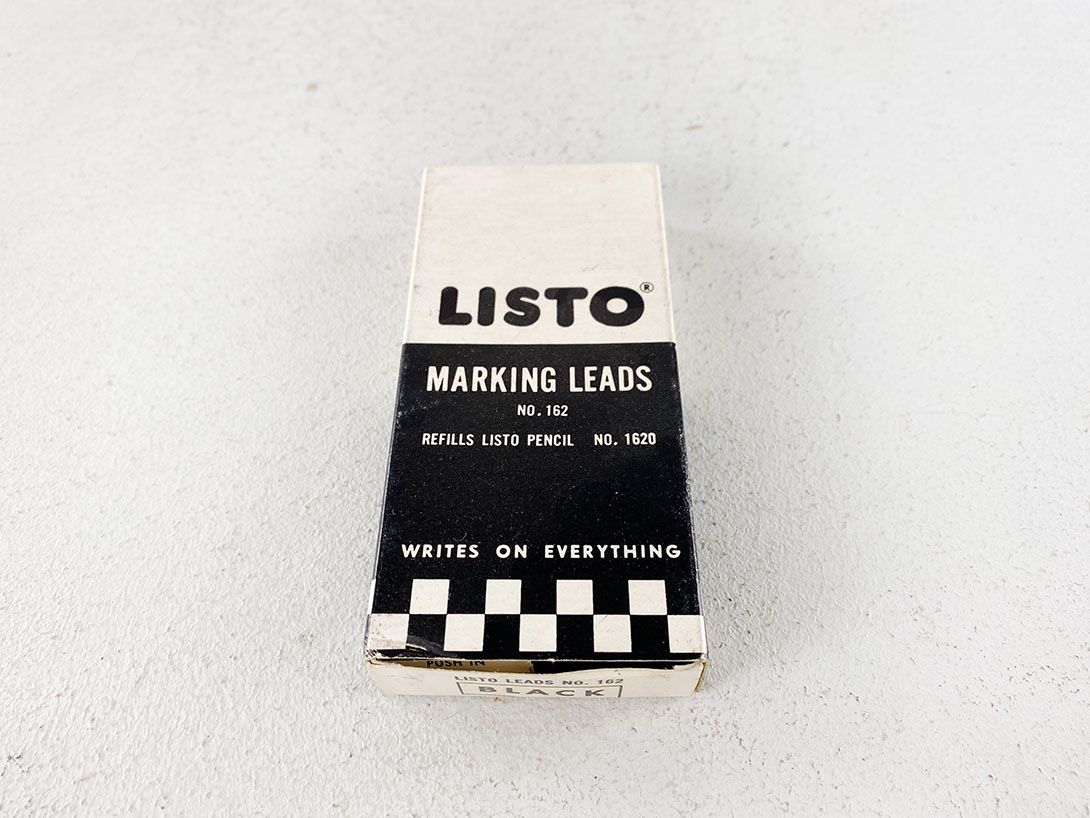 LISTO®
MARKING LEADS
NO. 162
REFILLS LISTO PENCIL NO. 1620
WRITES ON EVERYTHING
PUSH IN
LISTO LEADS NO. 162
BLACK